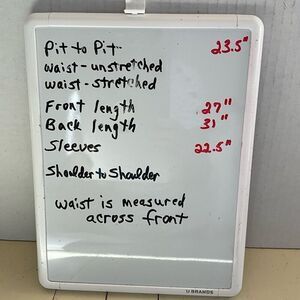 Pit to Pit 23.5"
waist-unstretched
waist-stretched
Front length 27"
Back length 31"
Sleeves 22.5"
Shoulder to Shoulder
waist is measured
across front
U BRANDS